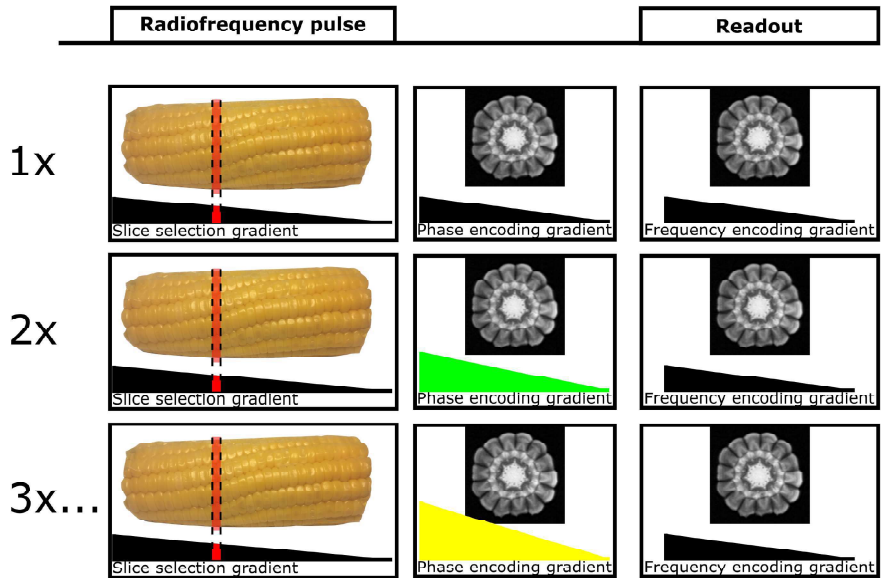 Radiofrequency pulse
Readout
1x
Slice selection gradient
Phase encoding gradient
Frequency encoding gradient
2x
Slice selection gradient
Phase encoding gradient
Frequency encoding gradient
3x...
Slice selection gradient
Phase encoding gradient
Frequency encoding gradient